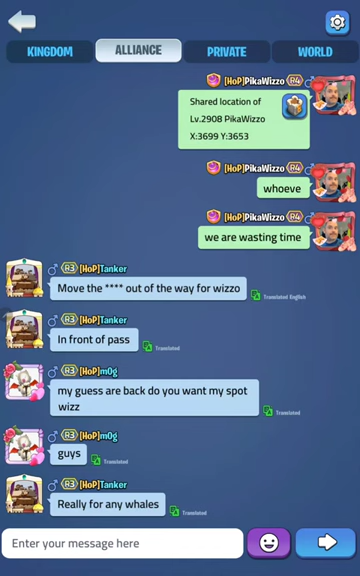 KINGDOM
ALLIANCE
PRIVATE
WORLD
[HoP]PikaWizzo R4
Shared location of
Lv.2908 PikaWizzo
X:3699 Y:3653
[HoP]PikaWizzo R4
whoeve
[HoP]PikaWizzo R4
we are wasting time
R3 [HoP]Tanker
Move the **** out of the way for wizzo
Translated English
R3 [HoP]Tanker
In front of pass
Translated
R3 [HoP]m0g
my guess are back do you want my spot
wizz
Translated
R3 [HoP]m0g
guys
Translated
R3 [HoP]Tanker
Really for any whales
Translated
Enter your message here